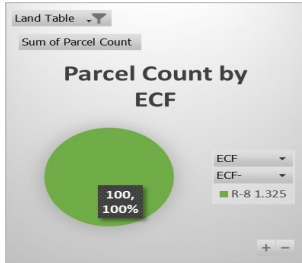 Land Table
Sum of Parcel Count
Parcel Count by
ECF
100,
100%
ECF
ECF-
R-8 1.325
+ −